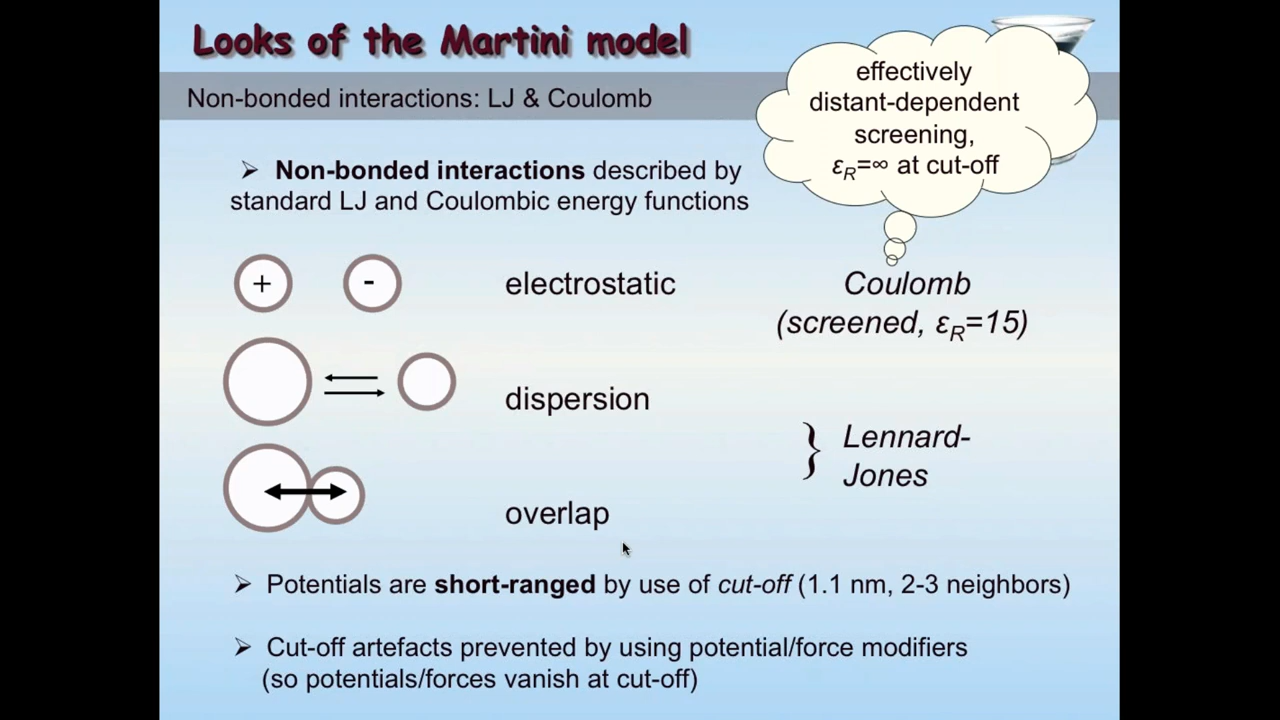 Looks of the Martini model
Non-bonded interactions: LJ & Coulomb
effectively
distant-dependent
screening,
εR=∞ at cut-off
➢ Non-bonded interactions described by
standard LJ and Coulombic energy functions
+ -
electrostatic
Coulomb
(screened, εR=15)
dispersion
} Lennard-
Jones
overlap
➢ Potentials are short-ranged by use of cut-off (1.1 nm, 2-3 neighbors)
➢ Cut-off artefacts prevented by using potential/force modifiers
(so potentials/forces vanish at cut-off)